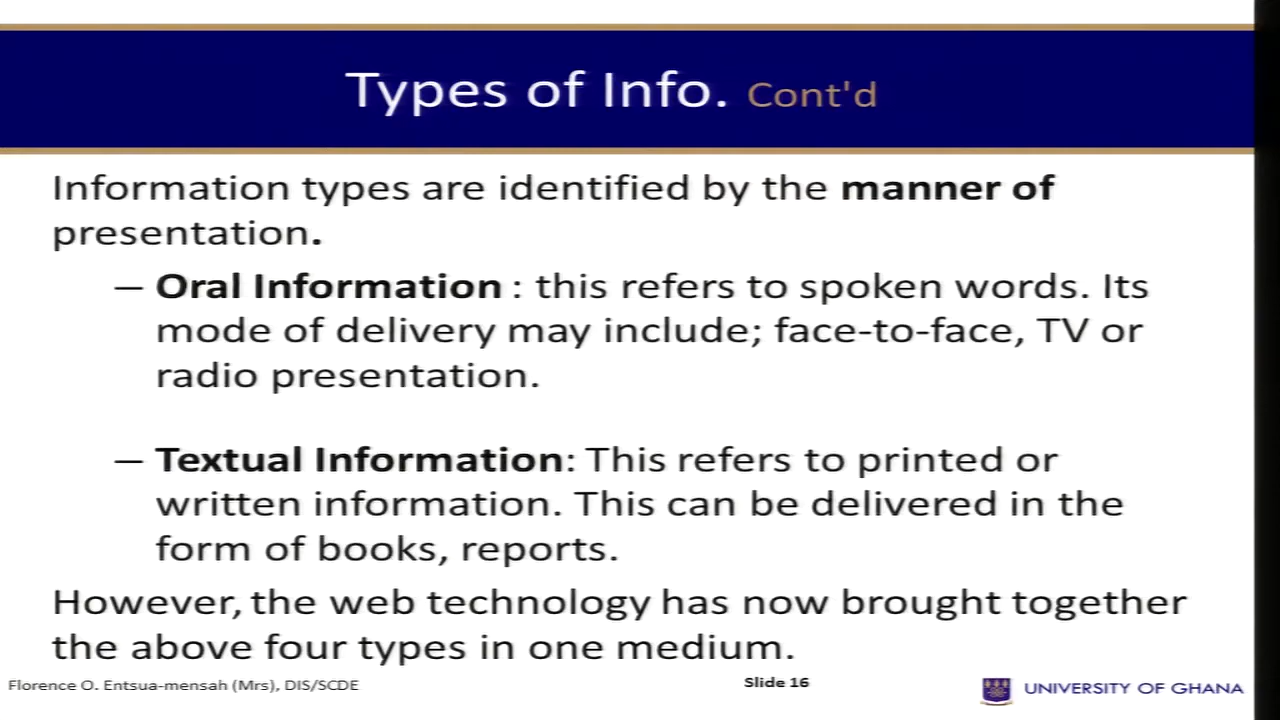 Types of Info. Cont'd
Information types are identified by the manner of
presentation.
– Oral Information : this refers to spoken words. Its
mode of delivery may include; face-to-face, TV or
radio presentation.
– Textual Information: This refers to printed or
written information. This can be delivered in the
form of books, reports.
However, the web technology has now brought together
the above four types in one medium.
Florence O. Entsua-mensah (Mrs), DIS/SCDE
Slide 16
UNIVERSITY OF GHANA